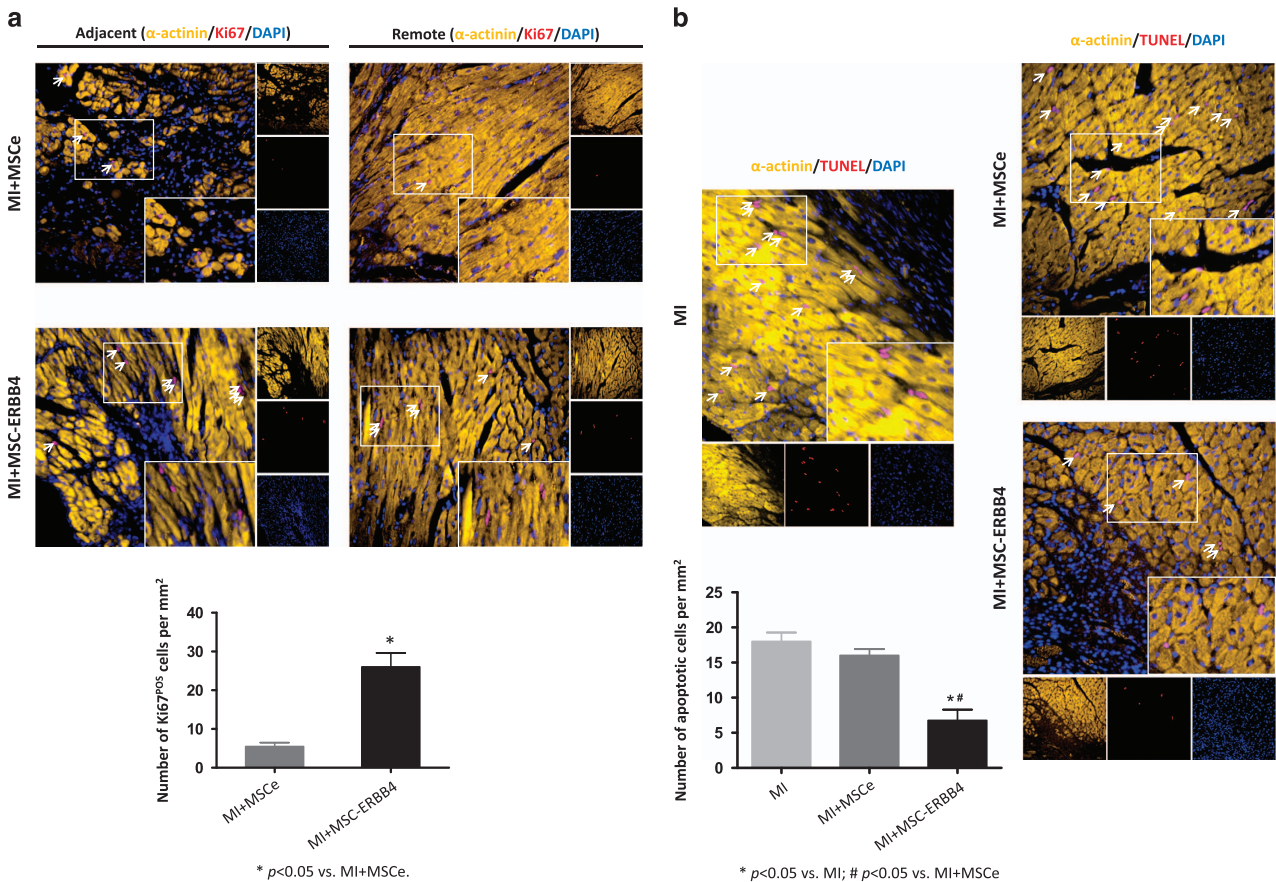 a
Adjacent (α-actinin/Ki67/DAPI)
Remote (α-actinin/Ki67/DAPI)
MI+MSCe
MI+MSC-ERBB4
Number of Ki67POS cells per mm2
40
30
20
10
0
*
MI+MSCe
MI+MSC-ERBB4
* p<0.05 vs. MI+MSCe.
b
α-actinin/TUNEL/DAPI
MI
α-actinin/TUNEL/DAPI
MI+MSCe
MI+MSC-ERBB4
Number of apoptotic cells per mm2
25
20
15
10
5
0
* #
MI
MI+MSCe
MI+MSC-ERBB4
* p<0.05 vs. MI; # p<0.05 vs. MI+MSCe